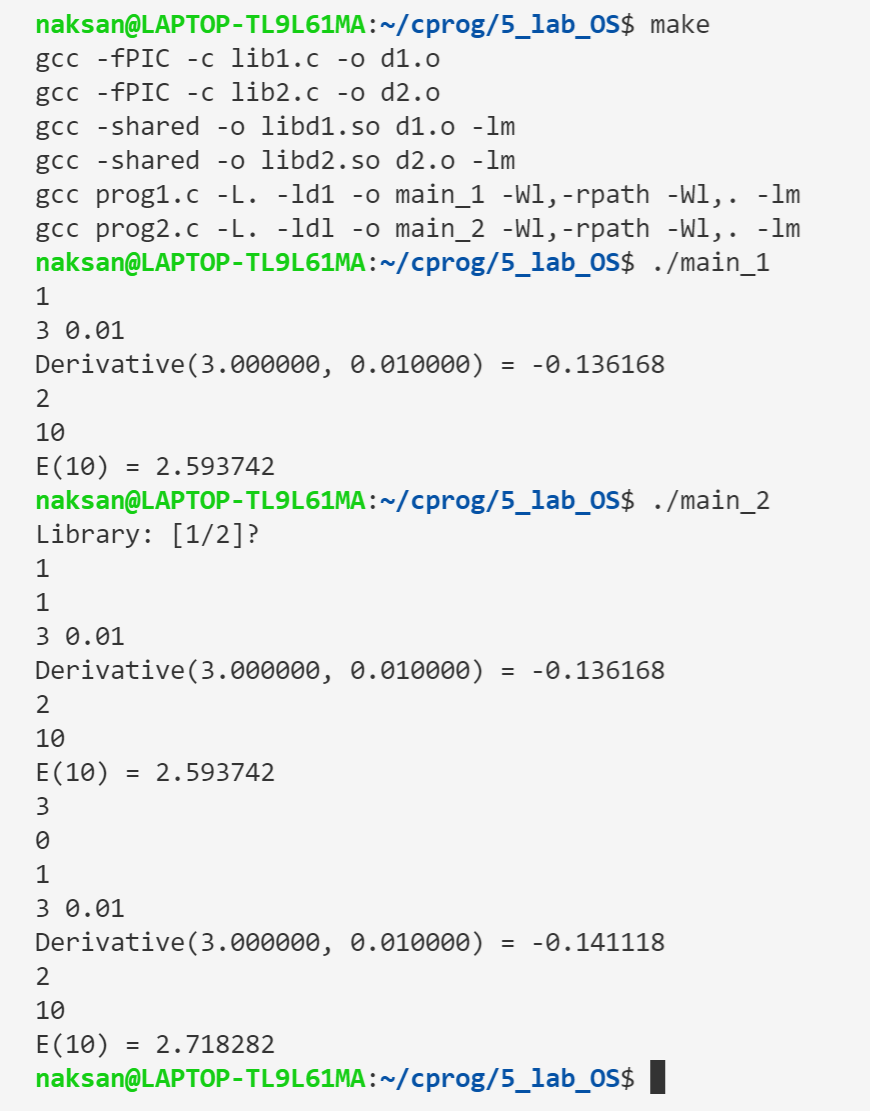 naksan@LAPTOP-TL9L61MA:~/cprog/5_lab_OS$ make
gcc -fPIC -c lib1.c -o d1.o
gcc -fPIC -c lib2.c -o d2.o
gcc -shared -o libd1.so d1.o -lm
gcc -shared -o libd2.so d2.o -lm
gcc prog1.c -L. -ld1 -o main_1 -Wl,-rpath -Wl,. -lm
gcc prog2.c -L. -ldl -o main_2 -Wl,-rpath -Wl,. -lm
naksan@LAPTOP-TL9L61MA:~/cprog/5_lab_OS$ ./main_1
1
3 0.01
Derivative(3.000000, 0.010000) = -0.136168
2
10
E(10) = 2.593742
naksan@LAPTOP-TL9L61MA:~/cprog/5_lab_OS$ ./main_2
Library: [1/2]?
1
1
3 0.01
Derivative(3.000000, 0.010000) = -0.136168
2
10
E(10) = 2.593742
3
0
1
3 0.01
Derivative(3.000000, 0.010000) = -0.141118
2
10
E(10) = 2.718282
naksan@LAPTOP-TL9L61MA:~/cprog/5_lab_OS$